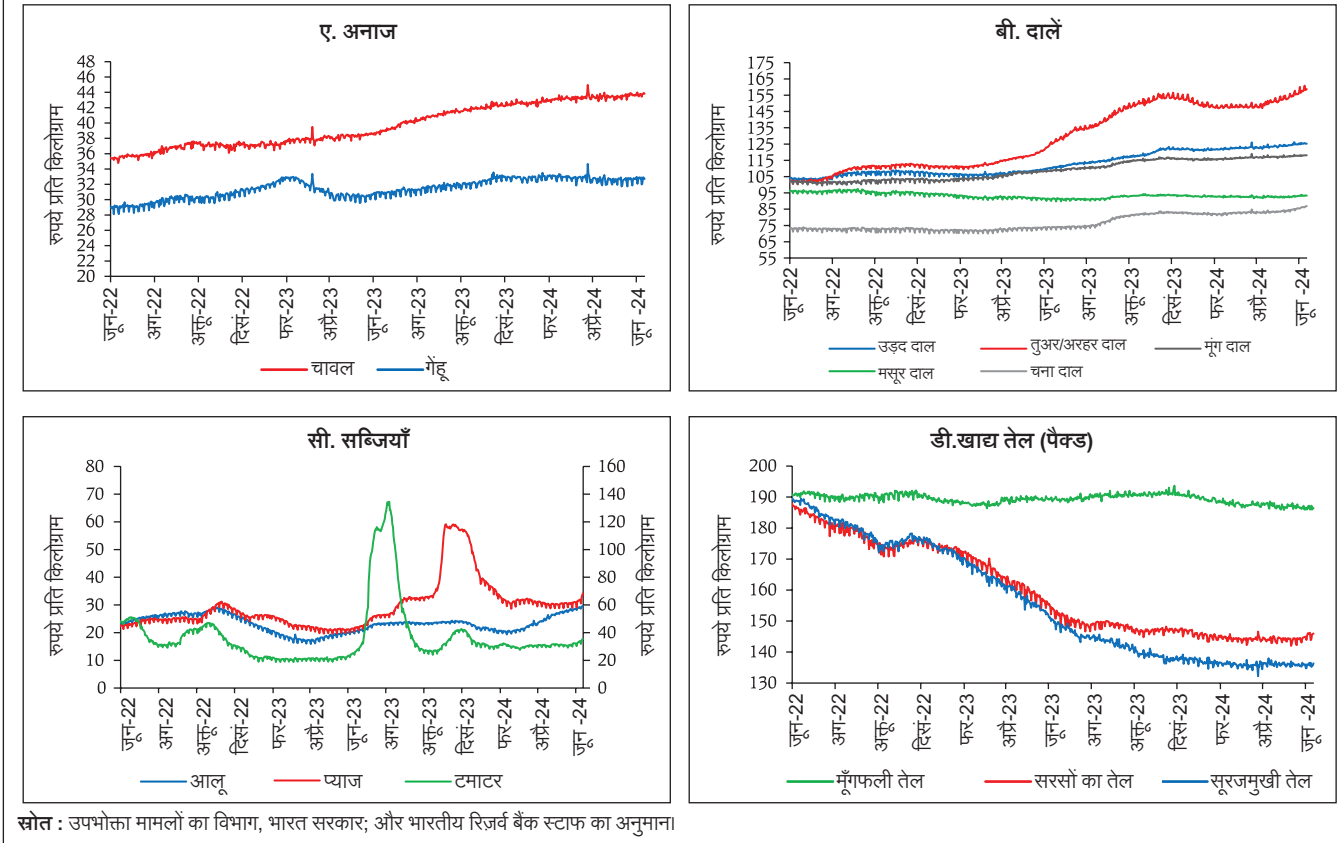 ए. अनाज
रुपये प्रति किलोग्राम
48
46
44
42
40
38
36
34
32
30
28
26
24
22
20
जून-22
अग-22
अक्तू-22
दिसं-22
फर-23
अप्रै-23
जून-23
अग-23
अक्तू-23
दिसं-23
फर-24
अप्रै-24
जून -24
चावल गेंहू
बी. दालें
रुपये प्रति किलोग्राम
175
165
155
145
135
125
115
105
95
85
75
65
55
जून-22
अग-22
अक्तू-22
दिसं-22
फर-23
अप्रै-23
जून-23
अग-23
अक्तू-23
दिसं-23
फर-24
अप्रै-24
जून -24
उड़द दाल तुअर/अरहर दाल मूंग दाल
मसूर दाल चना दाल
सी. सब्जियाँ
रुपये प्रति किलोग्राम
80
70
60
50
40
30
20
10
0
160
140
120
100
80
60
40
20
0
रुपये प्रति किलोग्राम
जून-22
अग-22
अक्तू-22
दिसं-22
फर-23
अप्रै-23
जून-23
अग-23
अक्तू-23
दिसं-23
फर-24
अप्रै-24
जून -24
आलू प्याज टमाटर
डी.खाद्य तेल (पैक्ड)
रुपये प्रति किलोग्राम
200
190
180
170
160
150
140
130
जून-22
अग-22
अक्तू-22
दिसं-22
फर-23
अप्रै-23
जून-23
अग-23
अक्तू-23
दिसं-23
फर-24
अप्रै-24
जून -24
मूँगफली तेल सरसों का तेल सूरजमुखी तेल
स्रोत : उपभोक्ता मामलों का विभाग, भारत सरकार; और भारतीय रिज़र्व बैंक स्टाफ का अनुमान।